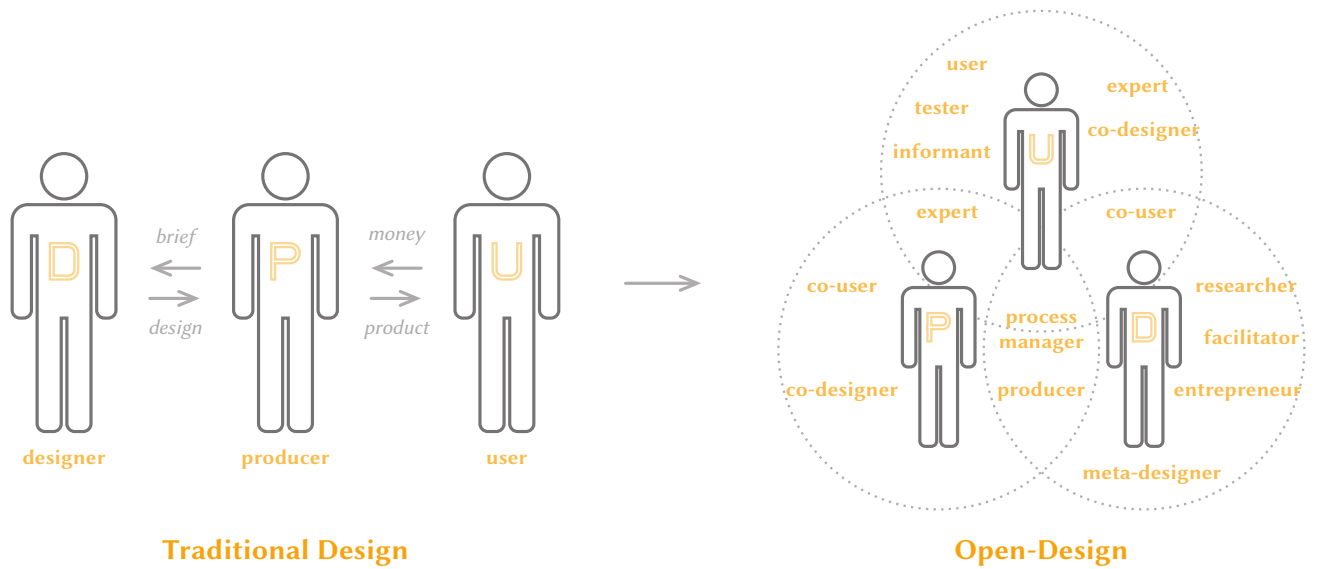 D
brief
design
P
money
product
U
designer
producer
user
Traditional Design
user
expert
tester
co-designer
informant
U
expert
co-user
co-user
researcher
P
process
manager
D
facilitator
co-designer
producer
entrepreneur
meta-designer
Open-Design